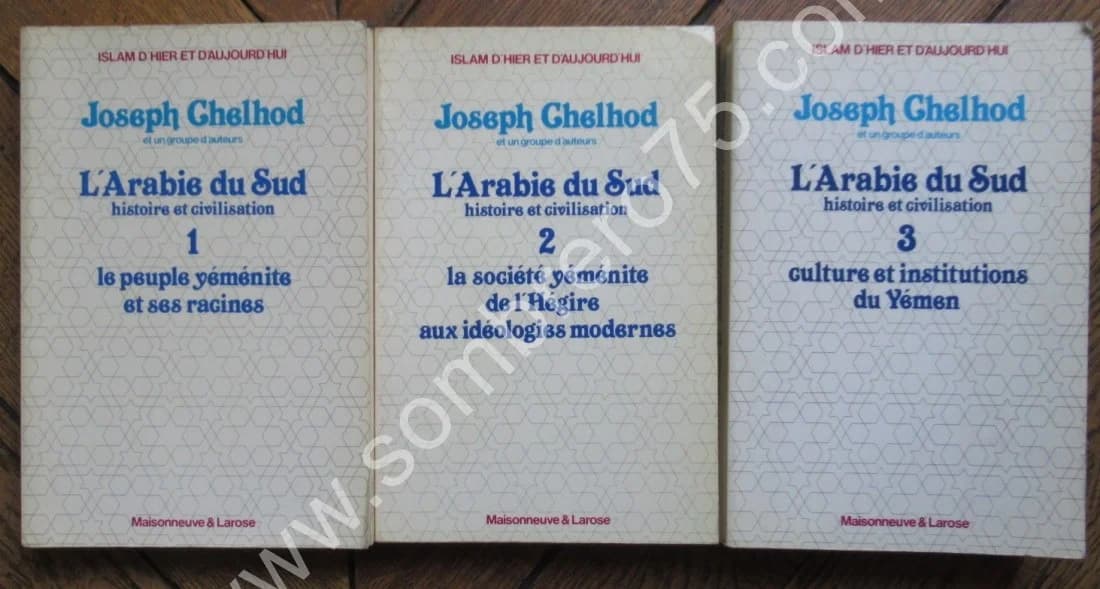 ISLAM D'HIER ET D'AUJOURD'HUI
Joseph Chelhod
et un groupe d'auteurs
L'Arabie du Sud
histoire et civilisation
1
le peuple yéménite
et ses racines
Maisonneuve & Larose
ISLAM D'HIER ET D'AUJOURD'HUI
Joseph Chelhod
et un groupe d'auteurs
L'Arabie du Sud
histoire et civilisation
2
la société yéménite
de l'Hégire
aux idéologies modernes
Maisonneuve & Larose
ISLAM D'HIER ET D'AUJOURD'HUI
Joseph Chelhod
et un groupe d'auteurs
L'Arabie du Sud
histoire et civilisation
3
culture et institutions
du Yémen
Maisonneuve & Larose
www.sombrero75.com